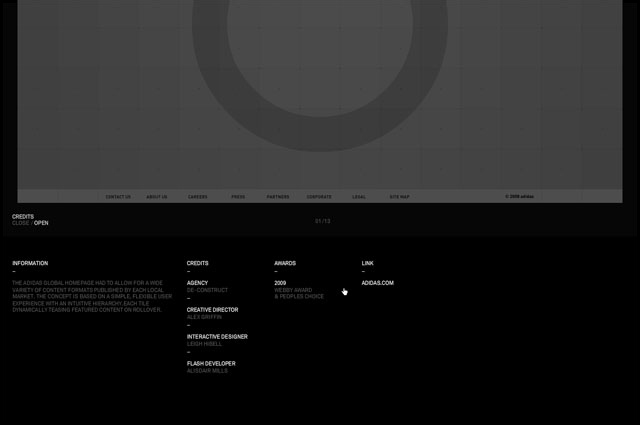 CONTACT US ABOUT US CAREERS PRESS PARTNERS CORPORATE LEGAL SITE MAP © 2009 adidas
CREDITS
CLOSE / OPEN
INFORMATION
–
THE ADIDAS GLOBAL HOMEPAGE HAD TO ALLOW FOR A WIDE
VARIETY OF CONTENT FORMATS PUBLISHED BY EACH LOCAL
MARKET. THE CONCEPT IS BASED ON A SIMPLE, FLEXIBLE USER
EXPERIENCE WITH AN INTUITIVE HIERARCHY, EACH TILE
DYNAMICALLY TEASING FEATURED CONTENT ON ROLLOVER.
CREDITS
–
AGENCY
DE-CONSTRUCT
–
CREATIVE DIRECTOR
ALEX GRIFFIN
–
INTERACTIVE DESIGNER
LEIGH
–
FLASH DEVELOPER
ALISDAIR MILLS
AWARDS
–
2009
WEBBY AWARD
& PEOPLES CHOICE
LINK
–
ADIDAS.COM